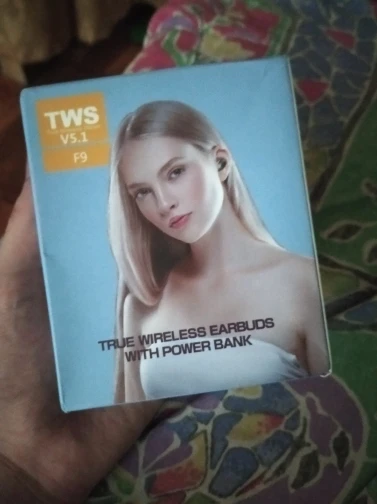 TWS
V5.1
F9
TRUE WIRELESS EARBUDS
WITH POWER BANK